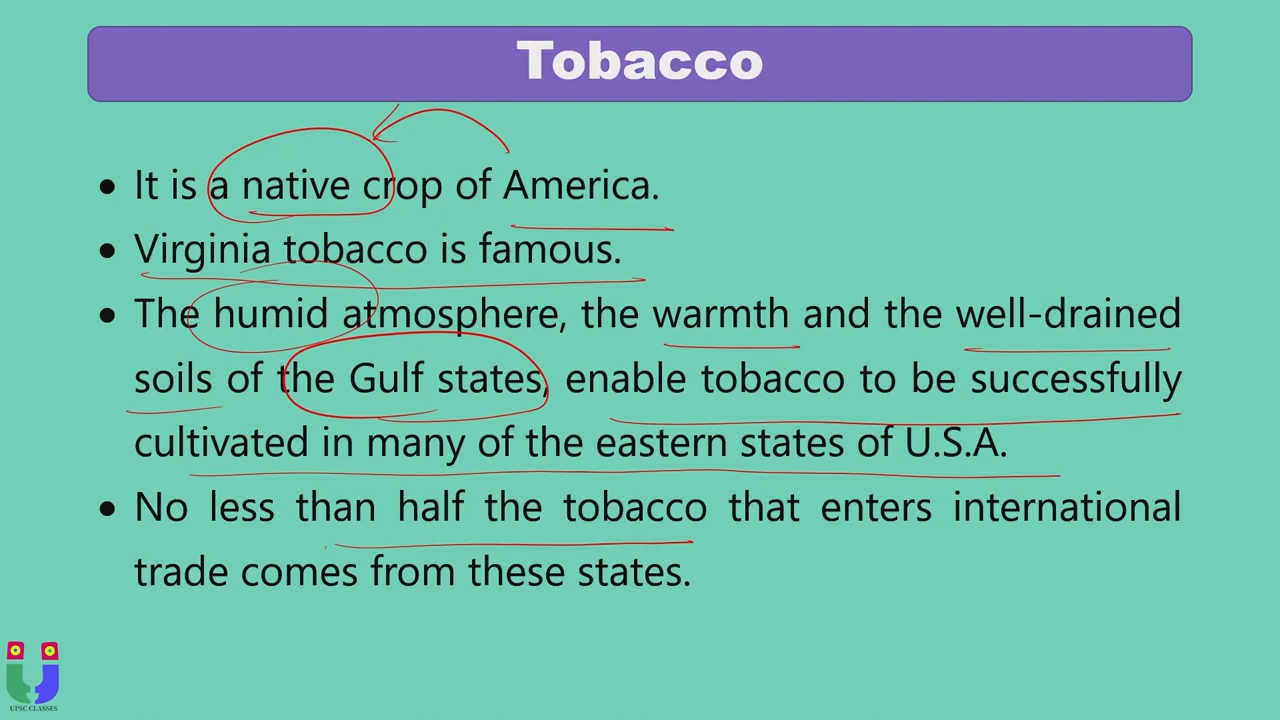 Tobacco
• It is a native crop of America.
• Virginia tobacco is famous.
• The humid atmosphere, the warmth and the well-drained
soils of the Gulf states, enable tobacco to be successfully
cultivated in many of the eastern states of U.S.A.
• No less than half the tobacco that enters international
trade comes from these states.
UPSC CLASSES